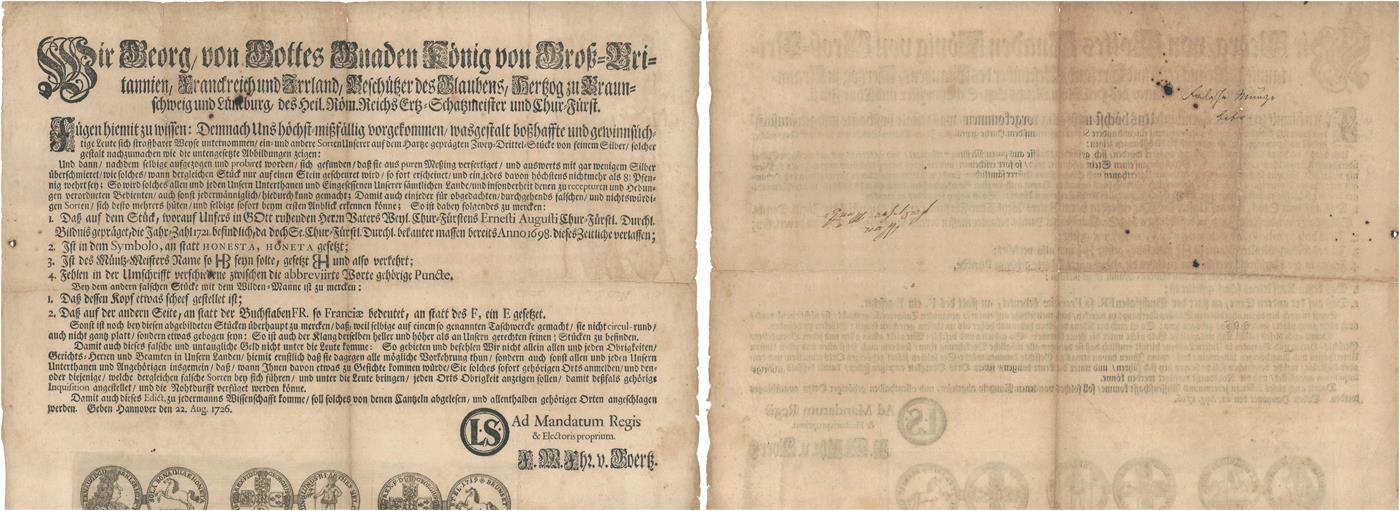 Wir Georg, von Gottes Gnaden König von Groß-Bri-
tannien, Franckreich und Irrland, Beschützer des Glaubens, Hertzog zu Braun-
schweig und Lüneburg, des Heil. Röm. Reichs Ertz-Schatzmeister und Chur-Fürst.
Fügen hiemit zu wissen: Demnach Uns höchst-mißfällig vorgekommen/ wasgestalt boßhaffte und gewinnsüch-
tige Leute sich straffbarer Weyse unternommen/ ein- und andere Sorten Unserer auf dem Hartze geprägten Zwey-Drittel-Stücke von feinem Silber/ solcher
gestalt nachzumachen wie die untengesetzte Abbildungen zeigen:
Und dann/ nachdem selbige aufgezogen und probiret worden/ sich gefunden/ daß sie aus puren Meßing verfertiget/ und auswerts mit gar wenigem Silber
überschmieret/ wie solches/ wann dergleichen Stück nur auf einen Stein gescheuret wird/ so fort erscheinet/ und ein jedes davon höchstens nicht mehr als 8: Pfen-
nig wehrt sey; So wird solches allen und jeden Unsern Unterthanen und Eingesessenen Unserer sämtlichen Lande/ und insonderheit denen zu recepturen und Hebun-
gen verordneten Bedienten/ auch sonst jedermänniglich/ hiedurch kund gemacht; Damit auch einjeder für obgedachten/ durchgehends falschen/ und nichtswürdi-
gen Sorten/ sich desto mehrers hüten/ und selbige sofort beym ersten Anblick erkennen könne; So ist dabey folgendes zu mercken:
1. Daß auf dem Stück, worauf Unsers in GOtt ruhenden Herrn Vaters Weyl. Chur-Fürstens Ernesti Augusti Chur-Fürstl. Durchl.
Bildnis gepräget, die Jahr-Zahl 1721. befindlich, da doch Se. Chur-Fürstl. Durchl. bekanter massen bereits Anno 1698. dieses Zeitliche verlassen;
2. Ist in dem Symbolo, an statt HONESTA, HONETA gesetzt;
3. Ist des Müntz-Meisters Name so HB seyn solte, gesetzt BH und also verkehrt;
4. Fehlen in der Umschrifft verschiedene zwischen die abbreviirte Worte gehörige Puncte.
Bey dem andern falschen Stücke mit dem Wilden-Manne ist zu mercken:
1. Daß dessen Kopf etwas scheef gestellet ist;
2. Daß auf der andern Seite, an statt der Buchstaben FR. so Franciæ bedeutet, an statt des F, ein E gesetzt.
Sonst ist noch bey diesen abgebildeten Stücken überhaupt zu mercken/ daß/ weil selbige auf einem so genannten Taschwercke gemacht/ sie nicht circul-rund/
auch nicht gantz platt/ sondern etwas gebogen seyn: So ist auch der Klang derselben heller und höher als an Unsern gerechten feinen 2/3 Stücken zu befinden.
Damit auch dieses falsche und untaugliche Geld nicht unter die Leute komme: So gebieten und befehlen Wir nicht allein allen und jeden Obrigkeiten/
Gerichts-Herren und Beamten in Unsern Landen/ hiemit ernstlich daß sie dagegen alle mögliche Vorkehrung thun/ sondern auch sonst allen und jeden Unsern
Unterthanen und Angehörigen insgemein/ daß/ wann Ihnen davon etwas zu Gesichte kommen würde/ Sie solches sofort gehörigen Orts anmelden/ und den-
oder diejenige/ welche dergleichen falsche Sorten bey sich führen/ und unter die Leute bringen/ jeden Orts Obrigkeit anzeigen sollen/ damit deßfals gehörige
Inquisition angestellet/ und die Nohtdurfft verfüget werden könne.
Damit auch dieses Edict zu jedermanns Wissenschafft komme/ soll solches von denen Cantzeln abgelesen/ und allenthalben gehöriger Orten angeschlagen
werden. Geben Hannover den 22. Aug. 1726.
L.S.
Ad Mandatum Regis
& Electoris proprium.
F. W. Fhr. v. Goertz.
Falsche Müntze